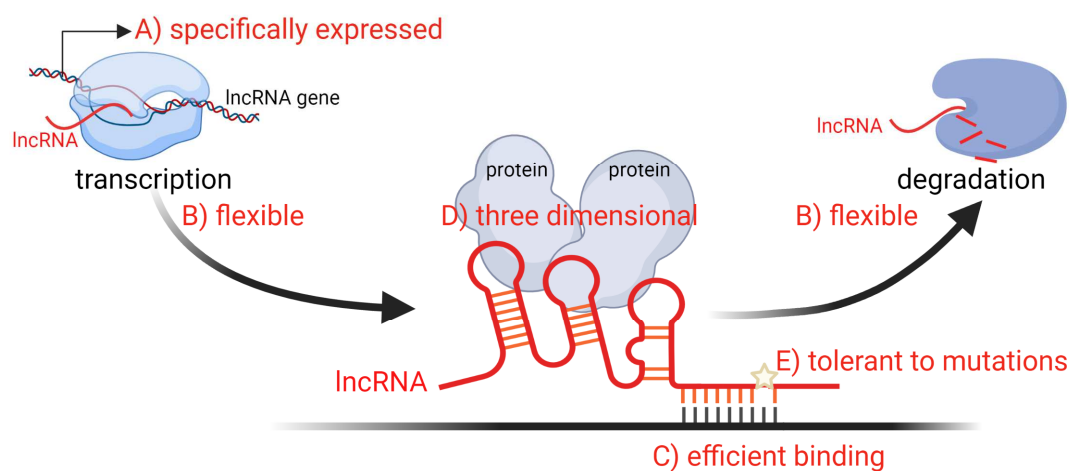 A) specifically expressed
lncRNA gene
lncRNA
transcription
B) flexible
protein
protein
D) three dimensional
lncRNA
degradation
B) flexible
lncRNA
E) tolerant to mutations
C) efficient binding